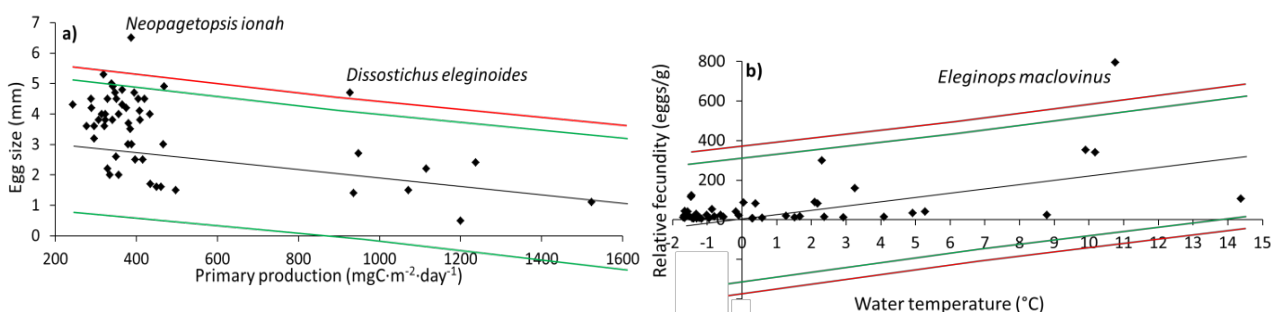 a)
Neopagetopsis ionah
Dissostichus eleginoides
Egg size (mm)
7
6
5
4
3
2
1
0
200 400 600 800 1000 1200 1400 1600
Primary production (mgC·m⁻²·day⁻¹)
b)
Eleginops maclovinus
Relative fecundity (eggs/g)
800
600
400
200
0
-2 -1 0 1 2 3 4 5 6 7 8 9 10 11 12 13 14 15
Water temperature (°C)